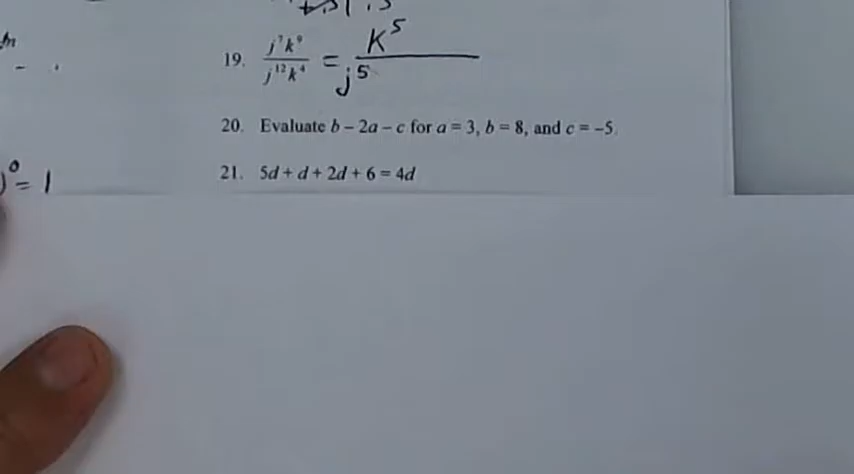 19. j⁷k⁹ / j¹²k⁴ = K⁵ / j⁵
20. Evaluate b – 2a – c for a = 3, b = 8, and c = –5.
)⁰ = 1
21. 5d + d + 2d + 6 = 4d